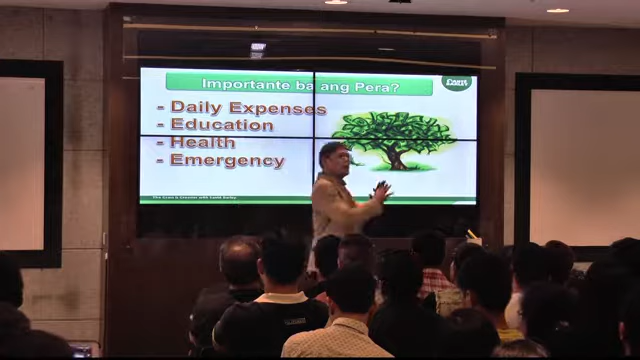 Importante ba ang Pera?
- Daily Expenses
- Education
- Health
- Emergency